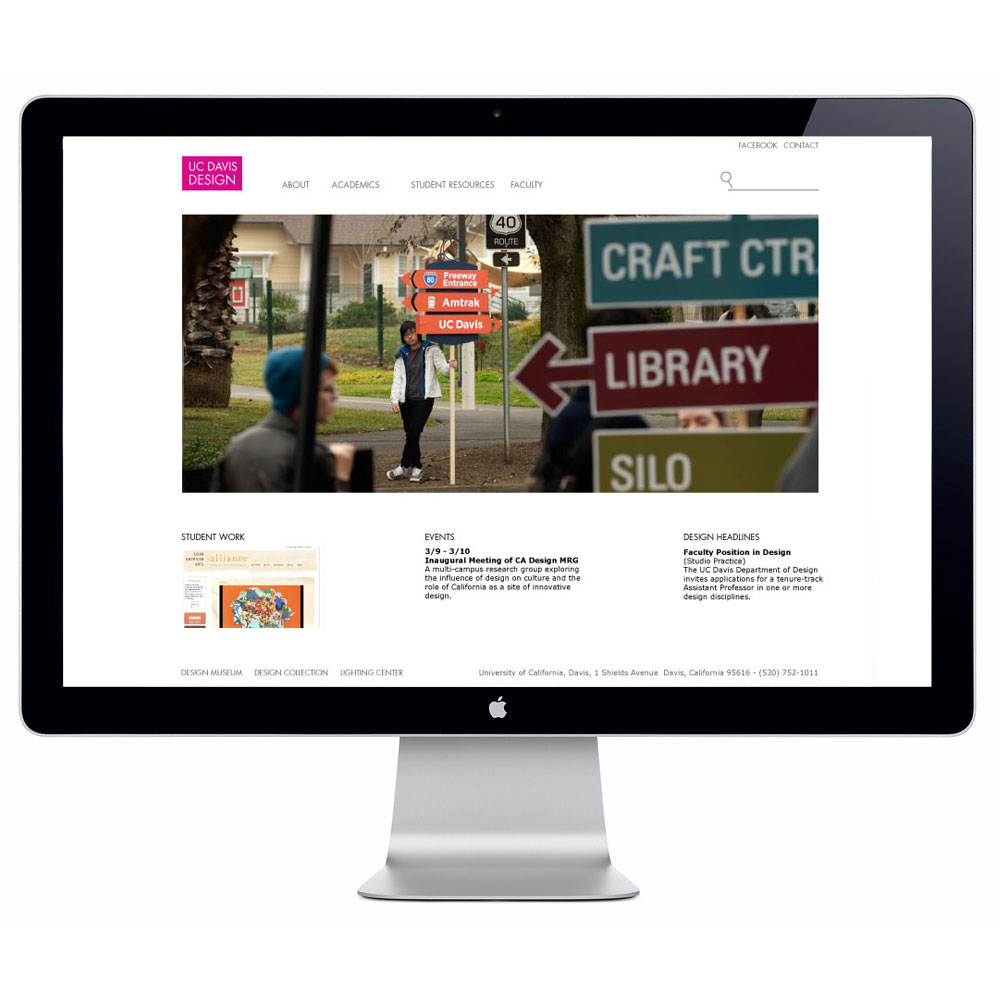 FACEBOOK CONTACT
UC DAVIS
DESIGN
ABOUT ACADEMICS STUDENT RESOURCES FACULTY
40
ROUTE
80
Freeway
Entrance
Amtrak
UC Davis
CRAFT CTR
LIBRARY
SILO
STUDENT WORK
alliance
EVENTS
3/9 - 3/10
Inaugural Meeting of CA Design MRG
A multi-campus research group exploring
the influence of design on culture and the
role of California as a site of innovative
design.
DESIGN HEADLINES
Faculty Position in Design
(Studio Practice)
The UC Davis Department of Design
invites applications for a tenure-track
Assistant Professor in one or more
design disciplines.
DESIGN MUSEUM DESIGN COLLECTION LIGHTING CENTER
University of California, Davis, 1 Shields Avenue Davis, California 95616 - (530) 752-1011